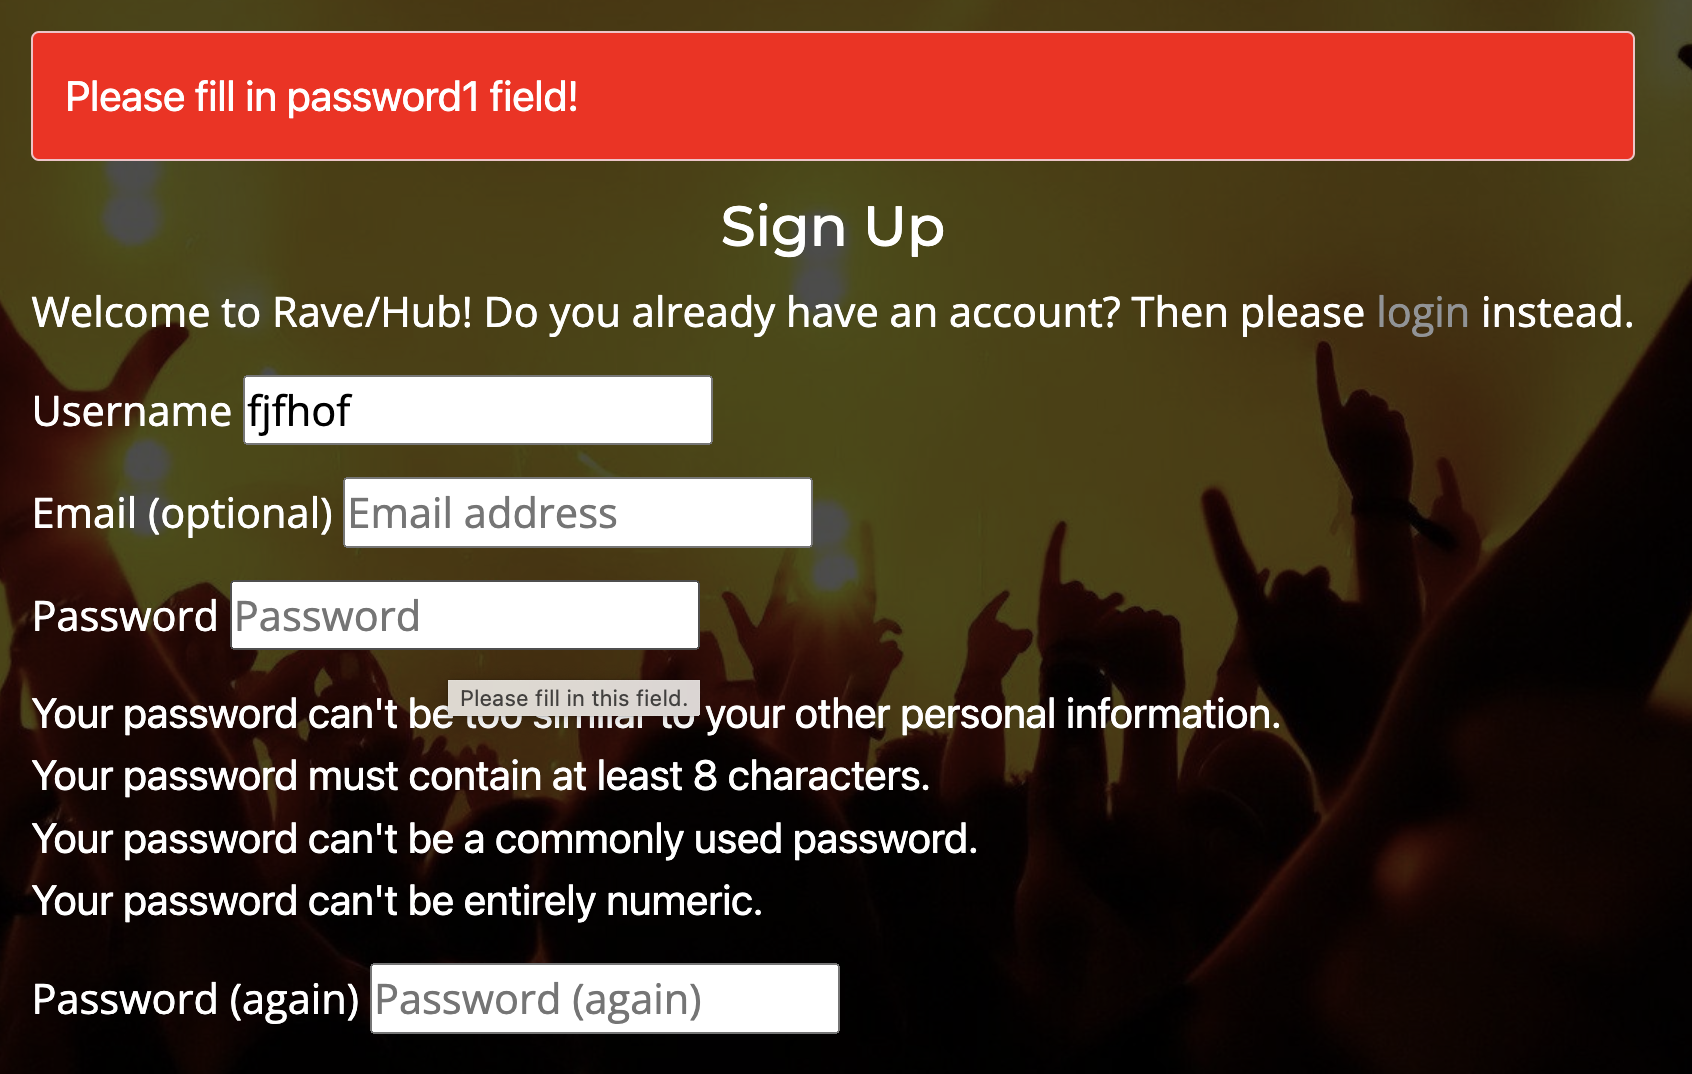 Please fill in password1 field!
Sign Up
Welcome to Rave/Hub! Do you already have an account? Then please login instead.
Username fjfhof
Email (optional) Email address
Password Password
Please fill in this field.
Your password can't be too similar to your other personal information.
Your password must contain at least 8 characters.
Your password can't be a commonly used password.
Your password can't be entirely numeric.
Password (again) Password (again)